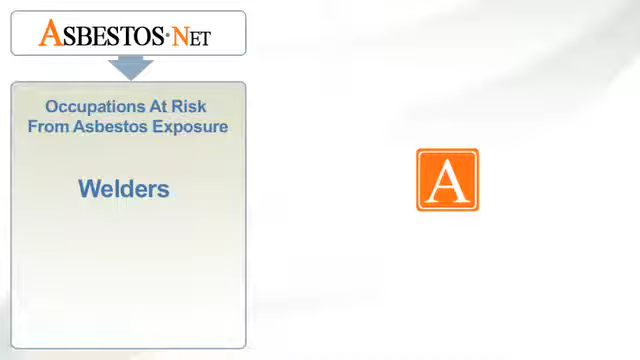 ASBESTOS·NET
Occupations At Risk
From Asbestos Exposure
Welders
A